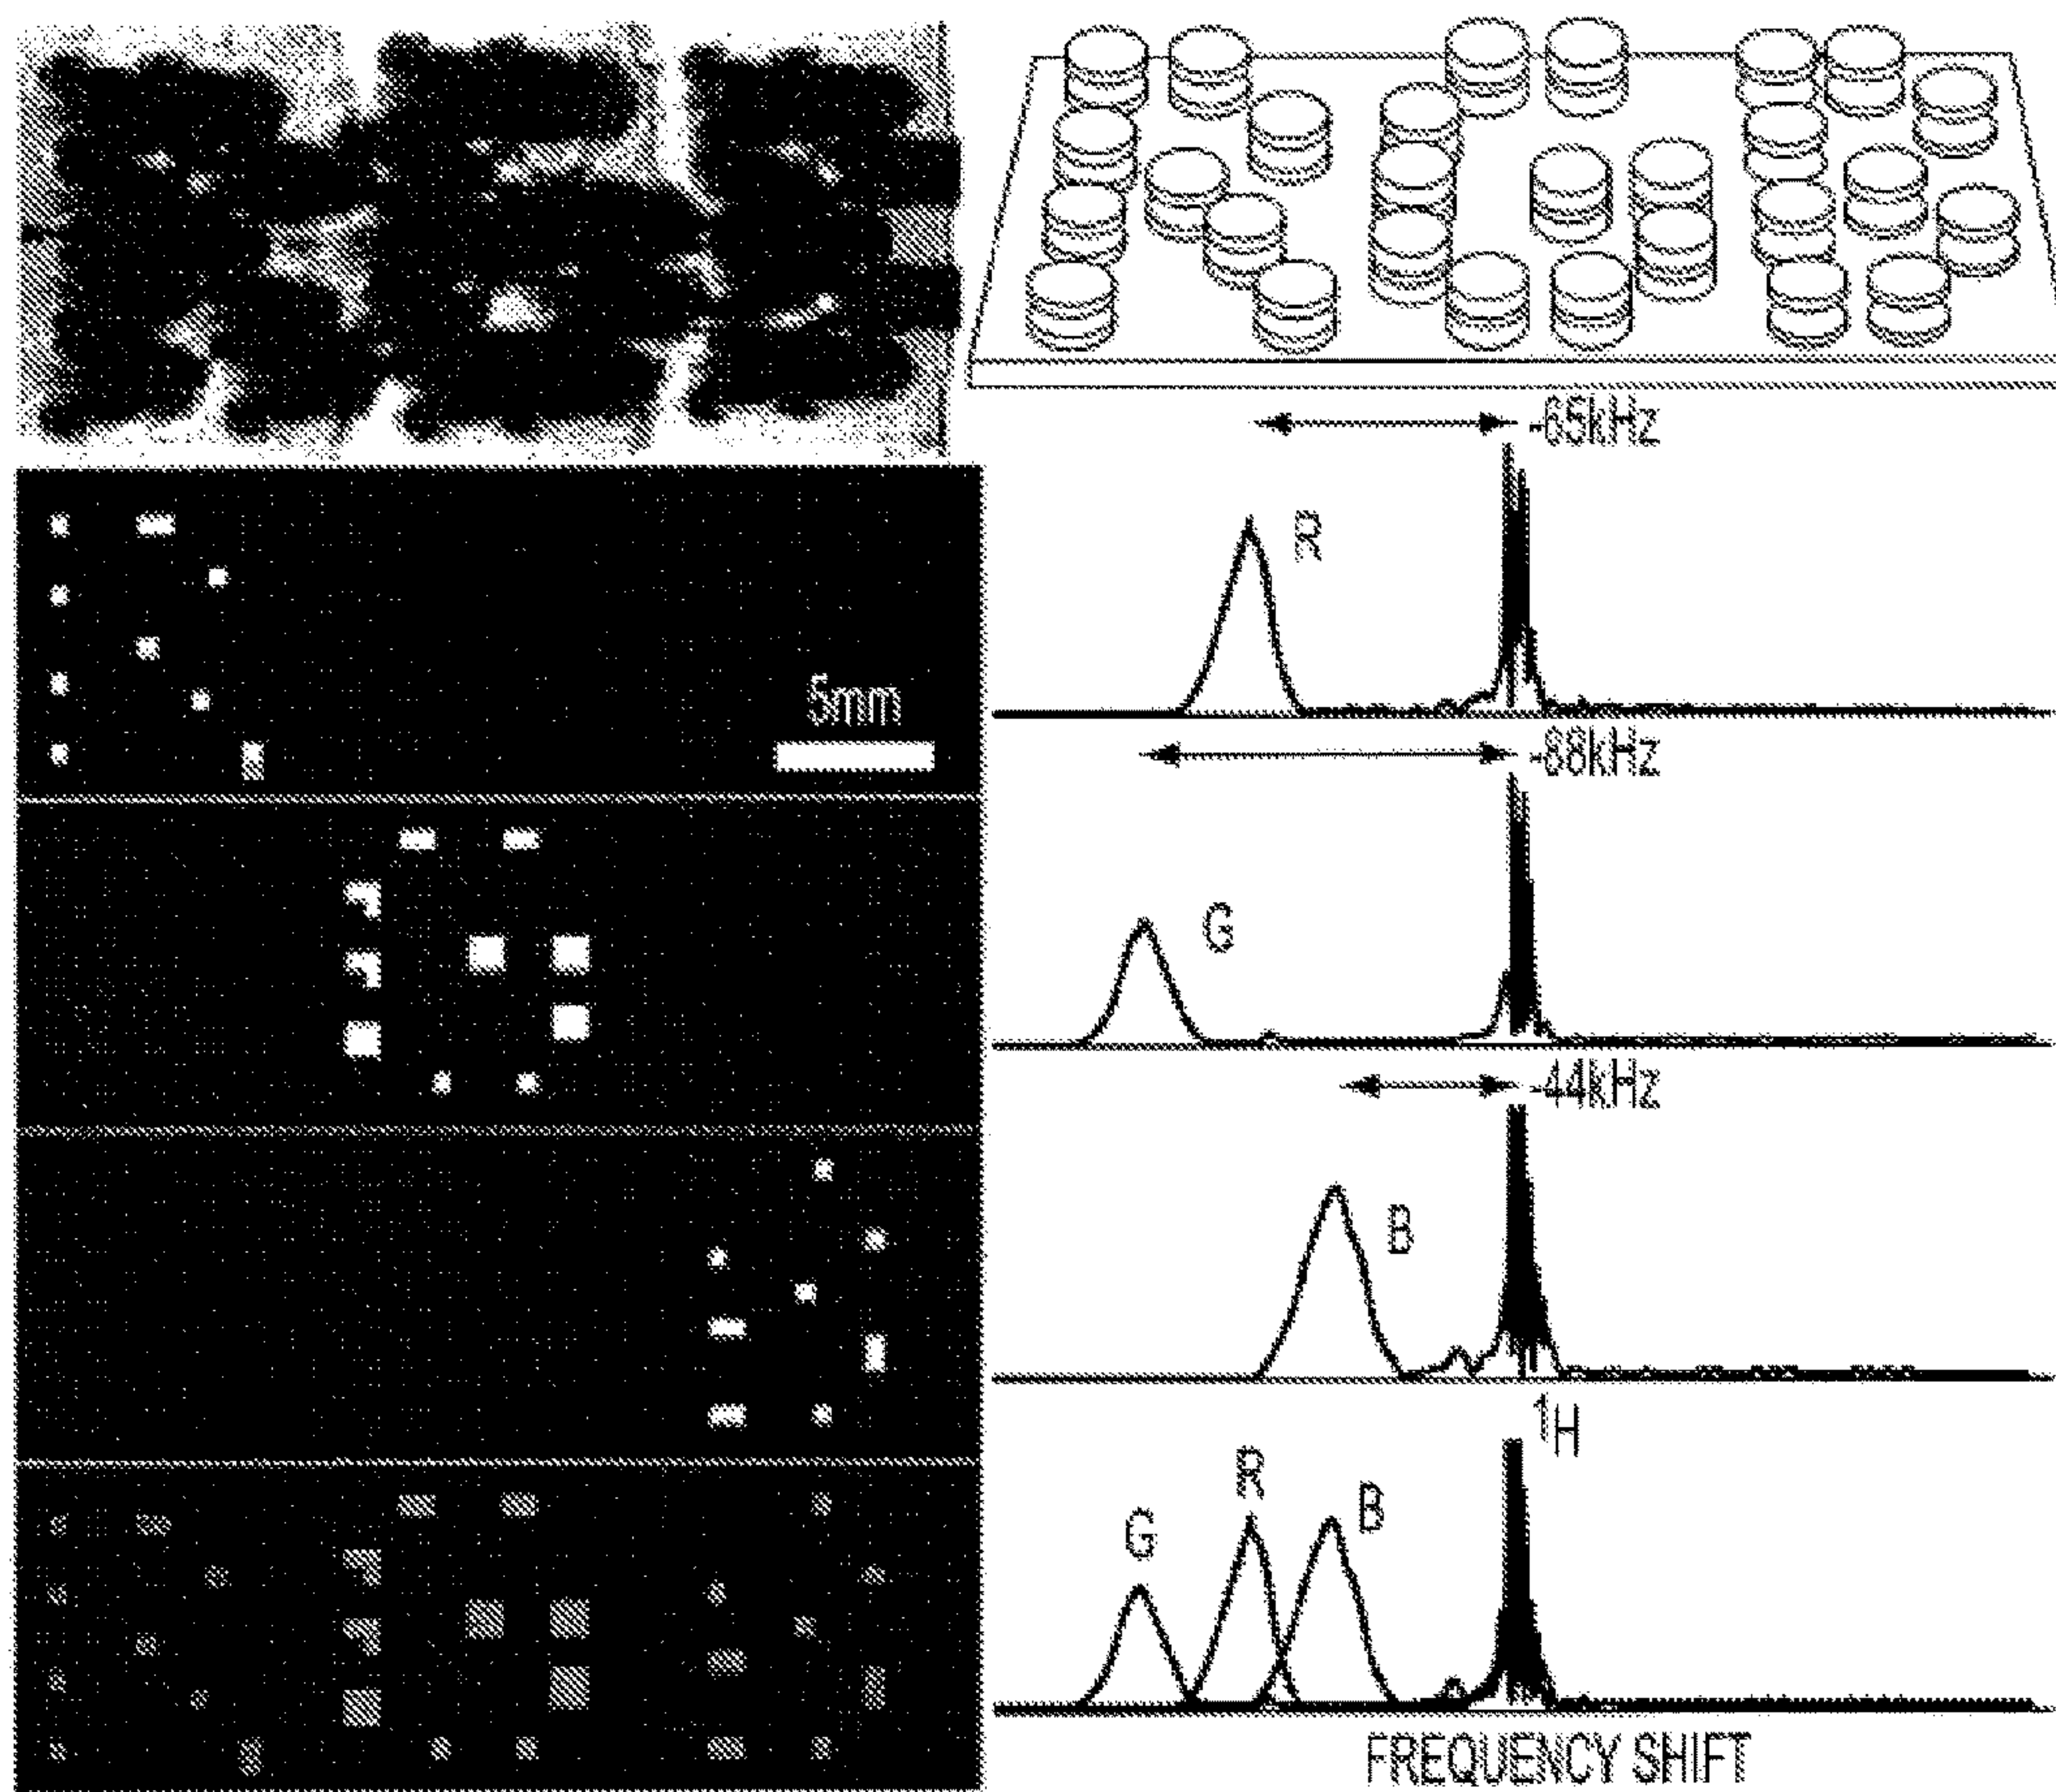 -65kHz
R
5mm
-88kHz
G
-44kHz
B
1H
G R B
FREQUENCY SHIFT